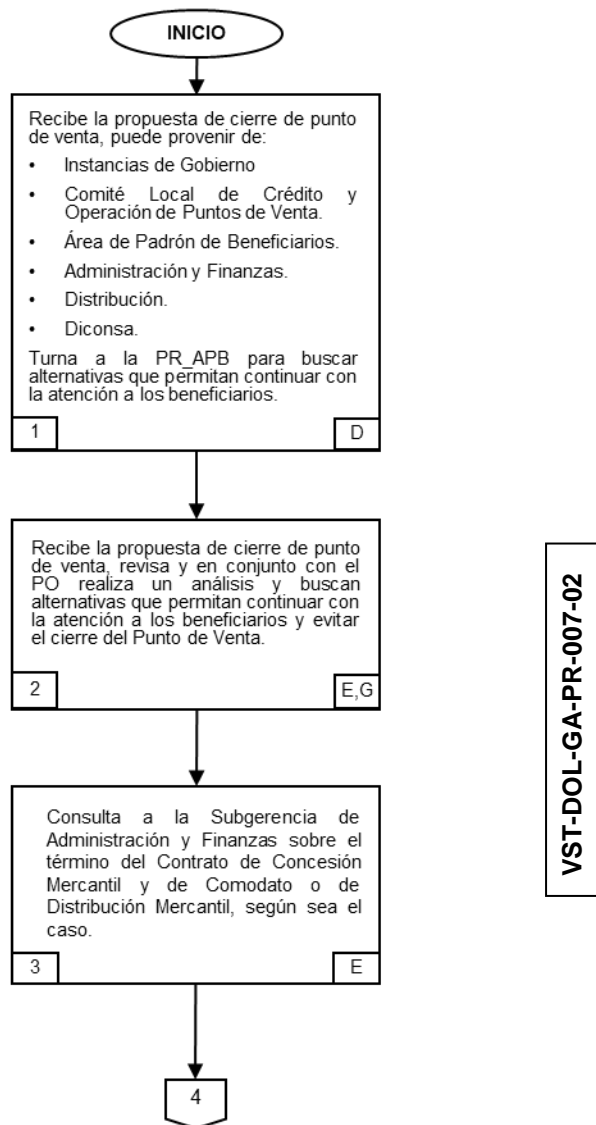 INICIO
Recibe la propuesta de cierre de punto
de venta, puede provenir de:
• Instancias de Gobierno
• Comité Local de Crédito y
Operación de Puntos de Venta.
• Área de Padrón de Beneficiarios.
• Administración y Finanzas.
• Distribución.
• Diconsa.
Turna a la PR_APB para buscar
alternativas que permitan continuar con
la atención a los beneficiarios.
1
D
Recibe la propuesta de cierre de punto
de venta, revisa y en conjunto con el
PO realiza un análisis y buscan
alternativas que permitan continuar con
la atención a los beneficiarios y evitar
el cierre del Punto de Venta.
2
E,G
Consulta a la Subgerencia de
Administración y Finanzas sobre el
término del Contrato de Concesión
Mercantil y de Comodato o de
Distribución Mercantil, según sea el
caso.
3
E
4
VST-DOL-GA-PR-007-02